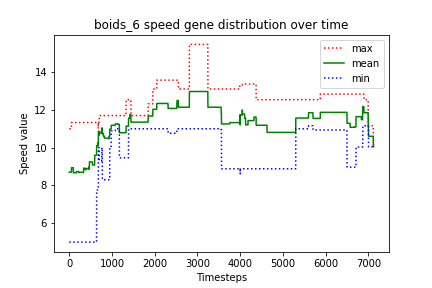 boids_6 speed gene distribution over time
max
mean
min
Speed value
14
12
10
8
6
0 1000 2000 3000 4000 5000 6000 7000
Timesteps